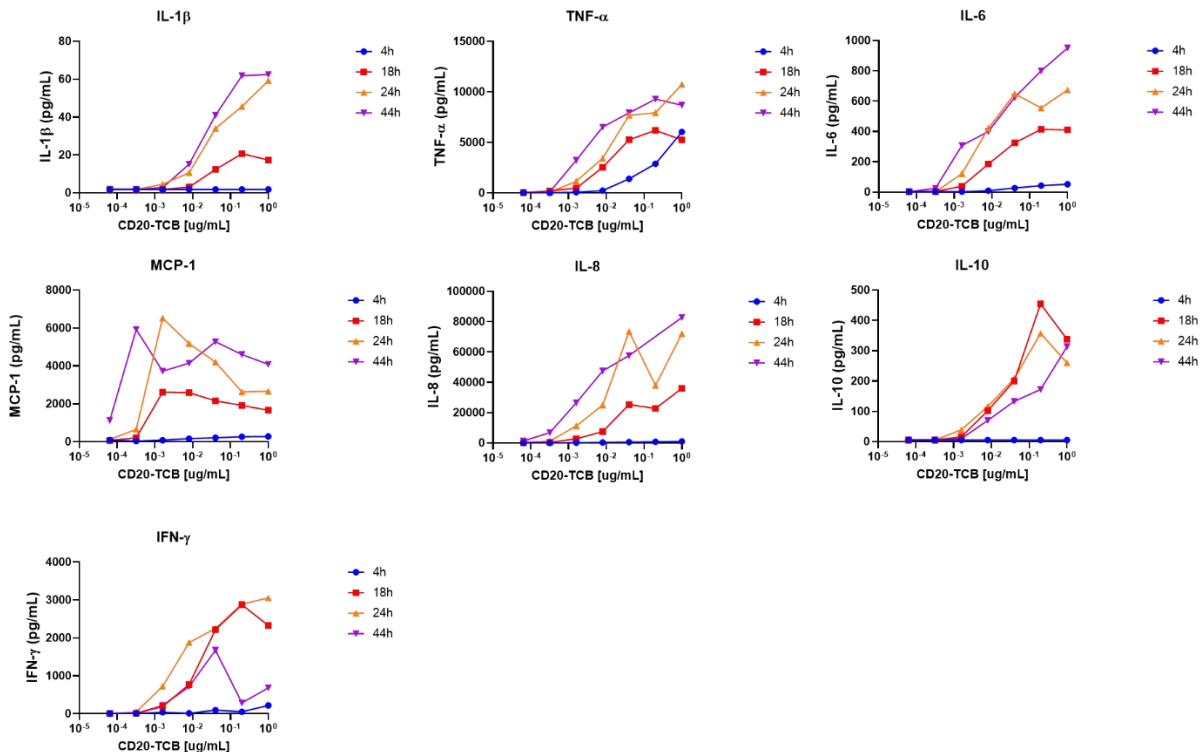 IL-1β
60
80
40
20
0
IL-1β (pg/mL)
10⁻⁵ 10⁻⁴ 10⁻³ 10⁻² 10⁻¹ 10⁰
CD20-TCB [ug/mL]
4h
18h
24h
44h
TNF-α
15000
10000
5000
0
TNF-α (pg/mL)
10⁻⁵ 10⁻⁴ 10⁻³ 10⁻² 10⁻¹ 10⁰
CD20-TCB [ug/mL]
4h
18h
24h
44h
IL-6
1000
800
600
400
200
0
IL-6 (pg/mL)
10⁻⁵ 10⁻⁴ 10⁻³ 10⁻² 10⁻¹ 10⁰
CD20-TCB [ug/mL]
4h
18h
24h
44h
MCP-1
8000
6000
4000
2000
0
MCP-1 (pg/mL)
10⁻⁵ 10⁻⁴ 10⁻³ 10⁻² 10⁻¹ 10⁰
CD20-TCB [ug/mL]
4h
18h
24h
44h
IL-8
100000
80000
60000
40000
20000
0
IL-8 (pg/mL)
10⁻⁵ 10⁻⁴ 10⁻³ 10⁻² 10⁻¹ 10⁰
CD20-TCB [ug/mL]
4h
18h
24h
44h
IL-10
500
400
300
200
100
0
IL-10 (pg/mL)
10⁻⁵ 10⁻⁴ 10⁻³ 10⁻² 10⁻¹ 10⁰
CD20-TCB [ug/mL]
4h
18h
24h
44h
IFN-γ
4000
3000
2000
1000
0
IFN-γ (pg/mL)
10⁻⁵ 10⁻⁴ 10⁻³ 10⁻² 10⁻¹ 10⁰
CD20-TCB [ug/mL]
4h
18h
24h
44h